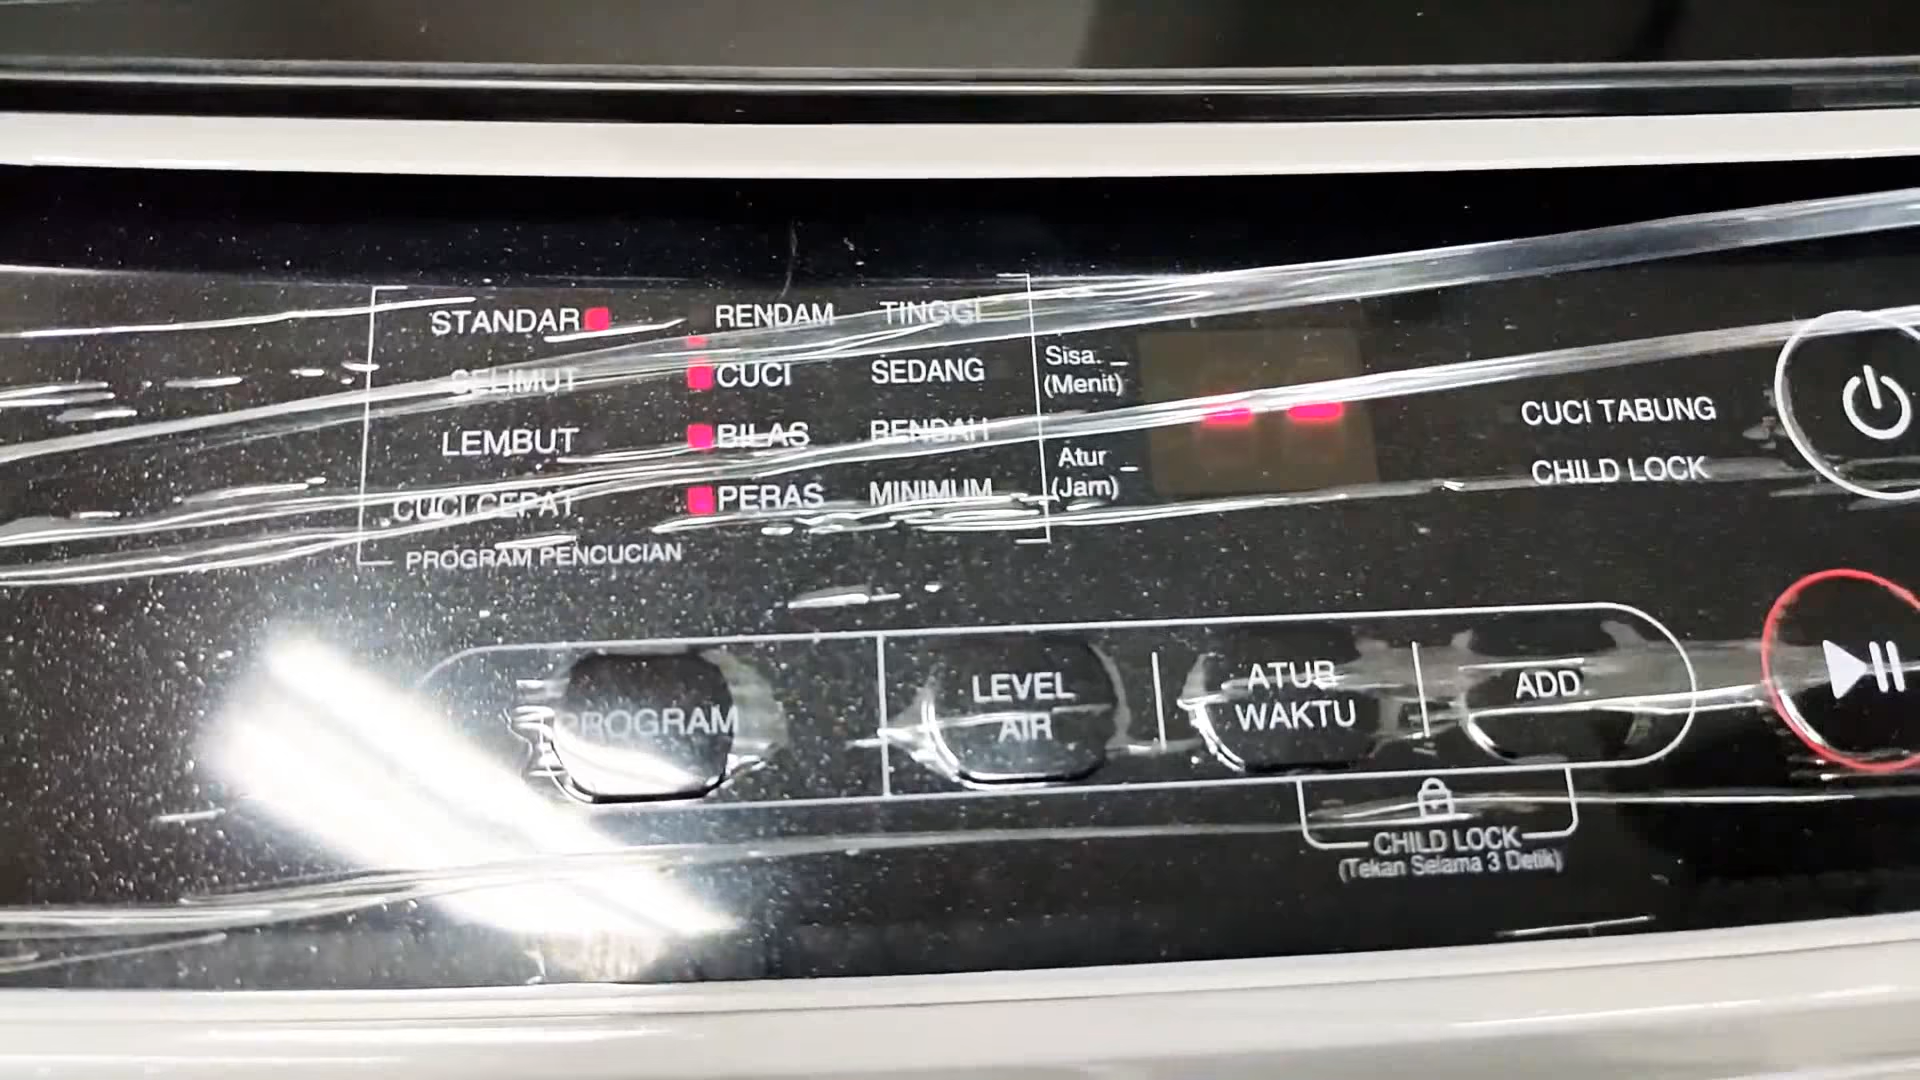 STANDAR
SELIMUT
LEMBUT
CUCI CEPAT
PROGRAM PENCUCIAN
RENDAM
CUCI
BILAS
PERAS
TINGGI
SEDANG
RENDAH
MINIMUM
Sisa.
(Menit)
Atur
(Jam)
CUCI TABUNG
CHILD LOCK
PROGRAM
LEVEL
AIR
ATUR
WAKTU
ADD
CHILD LOCK
(Tekan Selama 3 Detik)